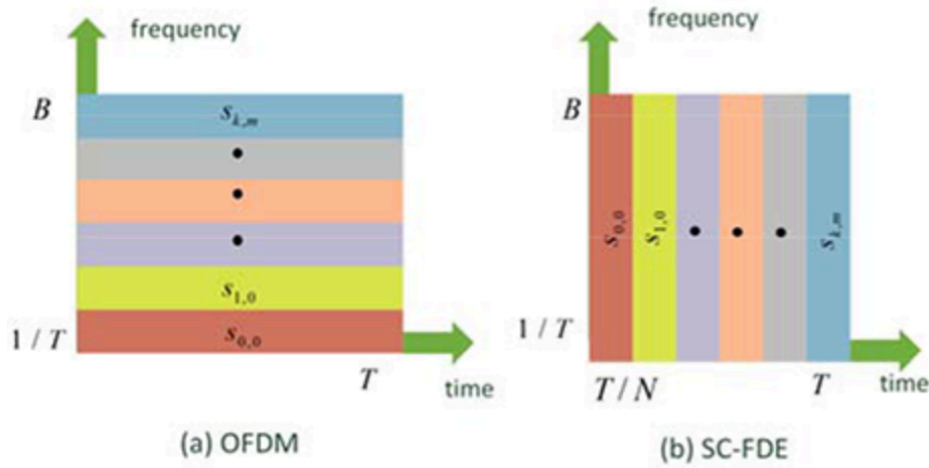 frequency
B
s_{k,m}
s_{1,0}
1 / T
s_{0,0}
T
time
(a) OFDM
frequency
B
s_{0,0}
s_{1,0}
s_{k,m}
1 / T
T / N
T
time
(b) SC-FDE